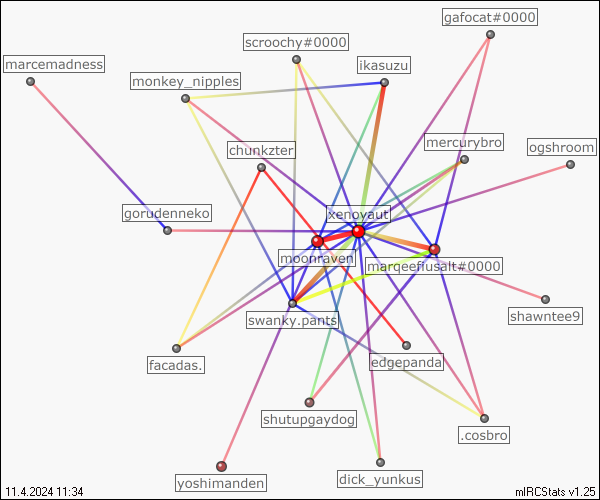 gafocat#0000
scroochy#0000
ikasuzu
marcemadness
monkey_nipples
mercurybro
ogshroom
chunkzter
xenoyaut
gorudenneko
moonraven
marqeefiusalt#0000
swanky.pants
shawntee9
facadas.
edgepanda
shutupgaydog
.cosbro
yoshimanden
dick_yunkus
11.4.2024 11:34
mIRCStats v1.25